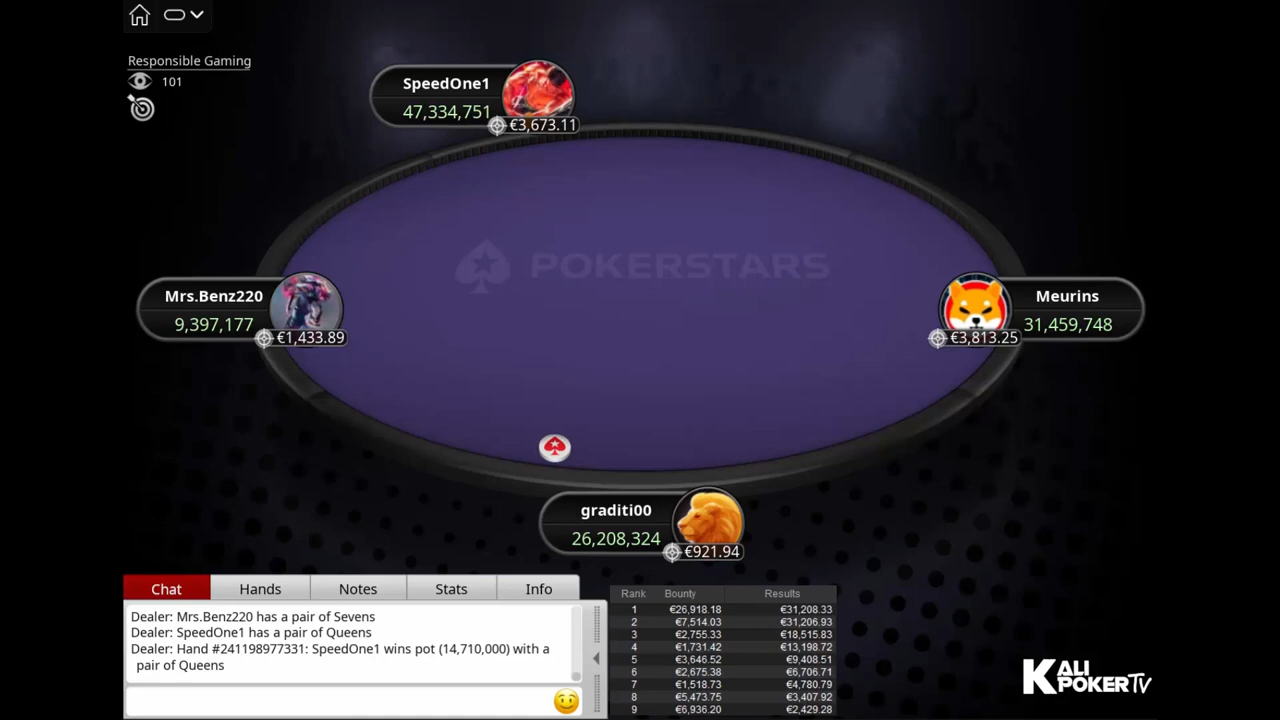 Responsible Gaming
101
SpeedOne1
47,334,751
€3,673.11
POKERSTARS
Mrs.Benz220
9,397,177
€1,433.89
Meurins
31,459,748
€3,813.25
graditi00
26,208,324
€921.94
Chat Hands Notes Stats Info
Dealer: Mrs.Benz220 has a pair of Sevens
Dealer: SpeedOne1 has a pair of Queens
Dealer: Hand #241198977331: SpeedOne1 wins pot (14,710,000) with a
pair of Queens
Rank Bounty Results
1 €26,918.18 €31,208.33
2 €7,514.03 €31,206.93
3 €2,755.33 €18,515.83
4 €1,731.42 €13,198.72
5 €3,646.52 €9,408.51
6 €2,675.38 €6,706.71
7 €1,518.73 €4,780.79
8 €5,473.75 €3,407.92
9 €6,936.20 €2,429.28
KALI
POKERTV